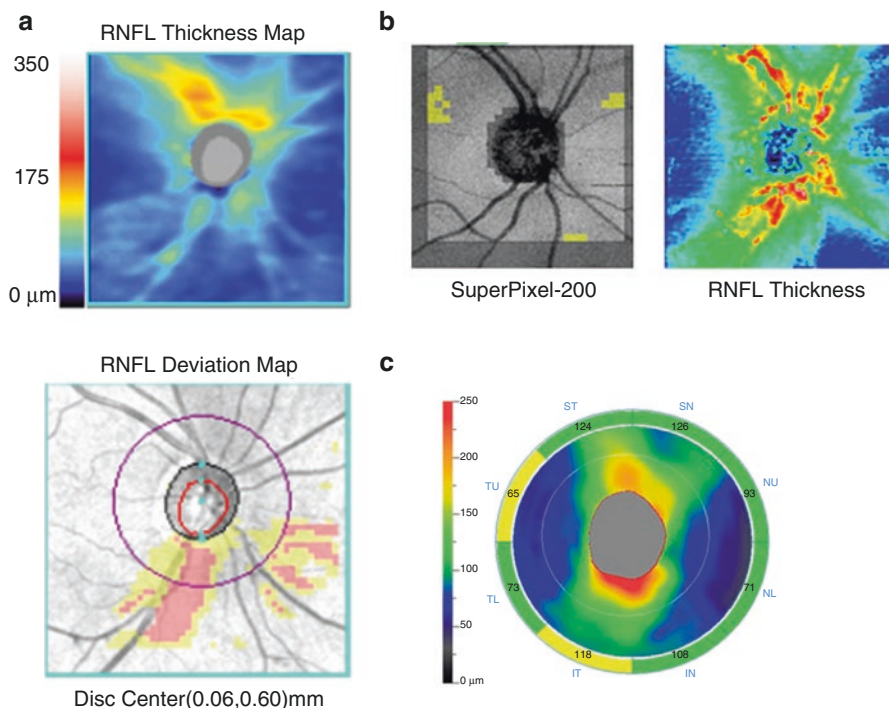 a
RNFL Thickness Map
350
175
0 μm
RNFL Deviation Map
Disc Center(0.06,0.60)mm
b
SuperPixel-200
RNFL Thickness
c
250
200
150
100
50
0 μm
ST
SN
124
126
TU
NU
65
93
73
71
TL
NL
118
108
IT
IN